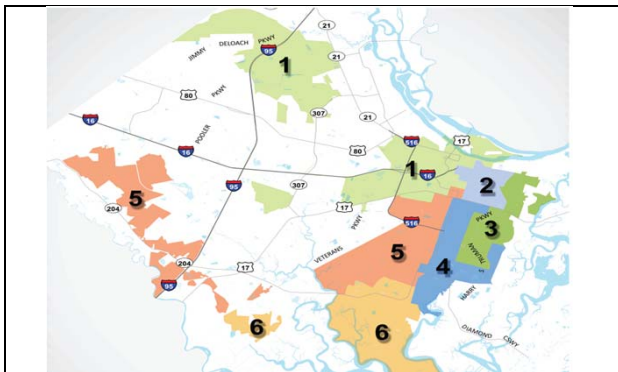 21
DELOACH
PKWY
JIMMY
95
1
21
80
PKWY
307
21
16
POOLER
516
17
80
16
1
16
2
5
95
307
204
17
PKWY
516
3
PKWY
TRUMAN
VETERANS
5
4
204
17
95
HARRY
6
6
DIAMOND
CSWY